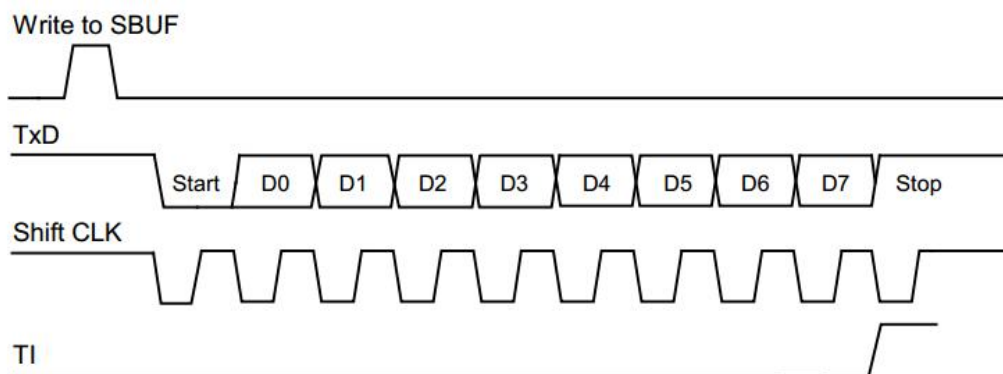 Write to SBUF
TxD
Start D0 D1 D2 D3 D4 D5 D6 D7 Stop
Shift CLK
TI